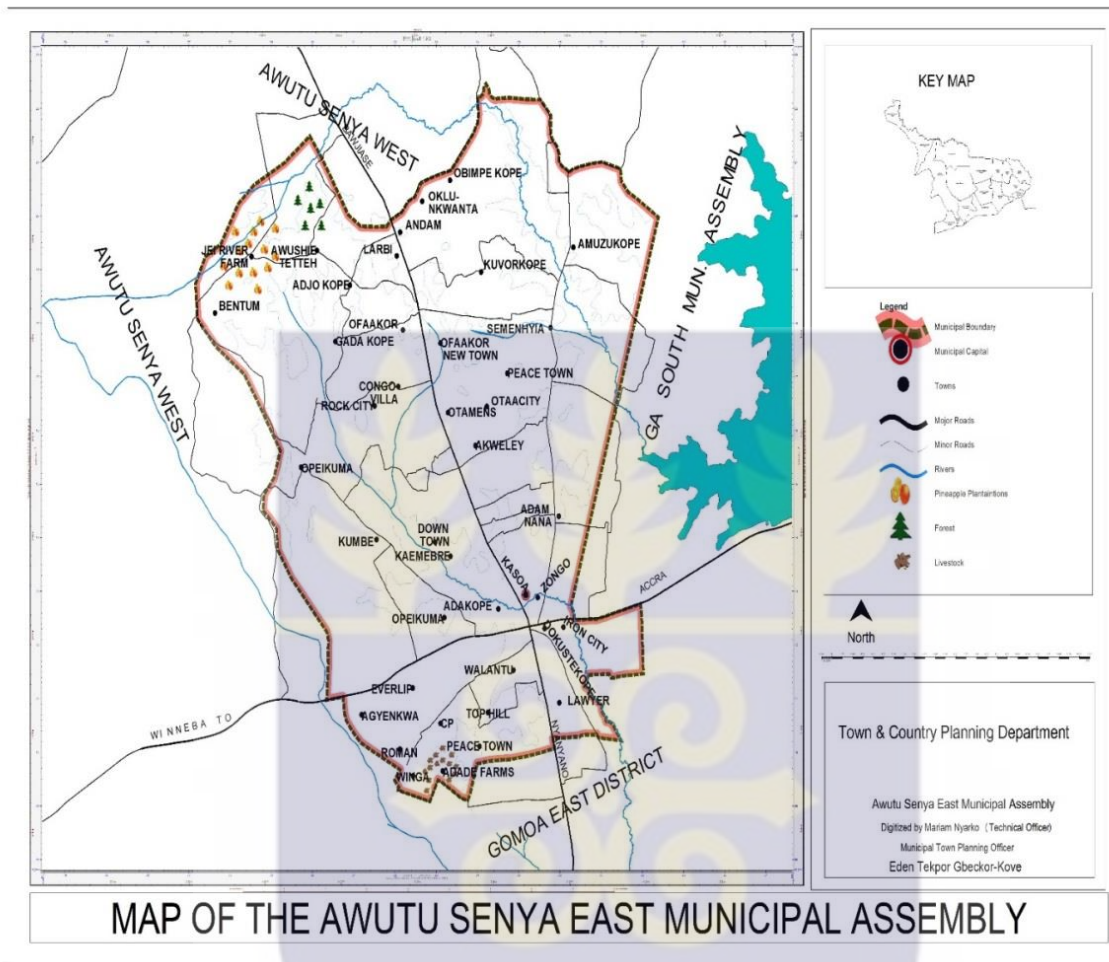 AWUTU SENYA WEST
BAWJIASE
OBIMPE KOPE
OKLU-
NKWANTA
ANDAM
LARBI
AMUZUKOPE
KUVORKOPE
JEI RIVER
FARM
AWUSHIE
TETTEH
ADJO KOPE
BENTUM
AWUTU SENYA WEST
GA SOUTH MUN. ASSEMBLY
OFAAKOR
GADA KOPE
OFAAKOR
NEW TOWN
SEMENHYIA
PEACE TOWN
CONGO
VILLA
ROCK CITY
OTAACITY
OTAMENS
AKWELEY
OPEIKUMA
ADAM
NANA
DOWN
TOWN
KUMBE
KAEMEBRE
KASOA
ZONGO
ACCRA
ADAKOPE
OPEIKUMA
IRON CITY
DOKUSTEKOPE
WALANTU
EVERLIP
LAWYER
AGYENKWA
CP
TOP HILL
WINNEBA TO
NYANYANO
ROMAN
PEACE TOWN
WINGA
ADADE FARMS
GOMOA EAST DISTRICT
KEY MAP
Legend
Municipal Boundary
Municipal Capital
Towns
Mojor Roads
Minor Roads
Rivers
Pineapple Plantaintions
Forest
Livestock
North
Town & Country Planning Department
Awutu Senya East Municipal Assembly
Digitized by Mariam Nyarko (Technical Officer)
Municipal Town Planning Officer
Eden Tekpor Gbeckor-Kove
MAP OF THE AWUTU SENYA EAST MUNICIPAL ASSEMBLY